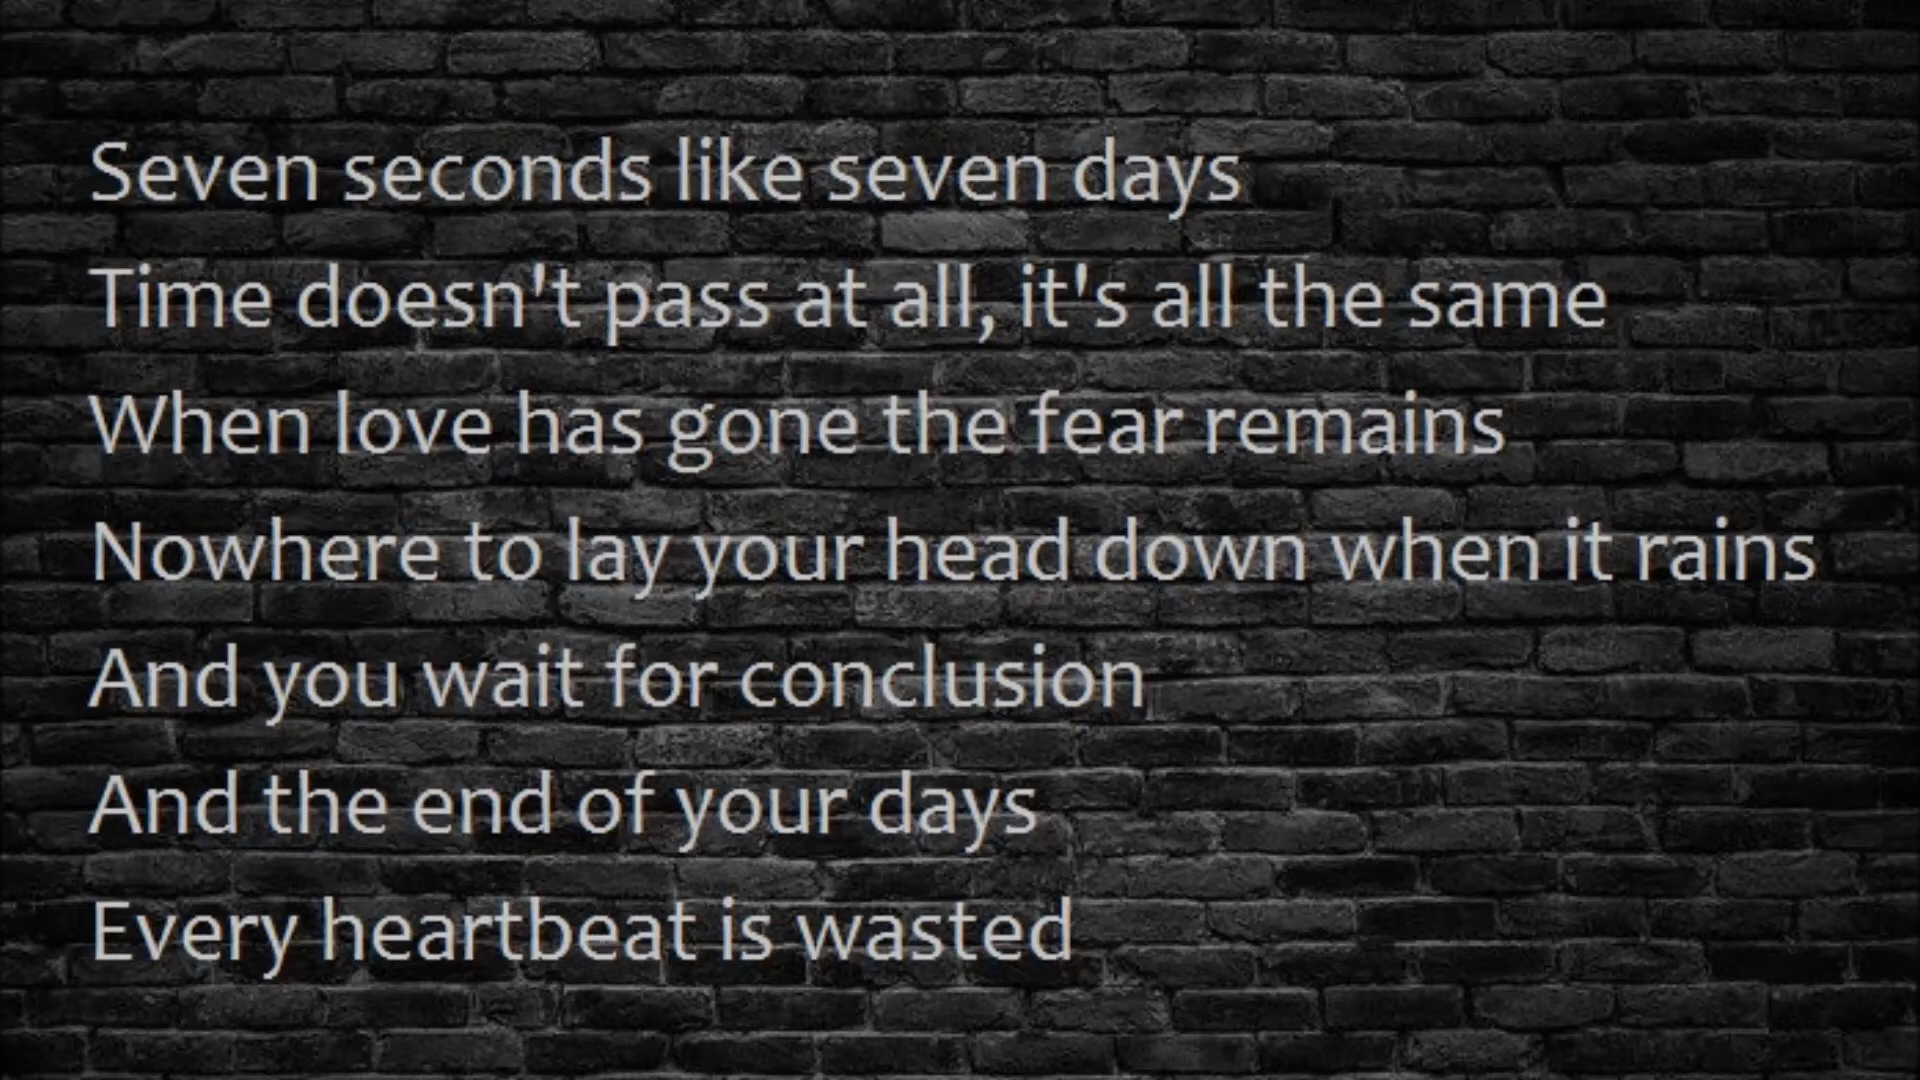 Seven seconds like seven days
Time doesn't pass at all, it's all the same
When love has gone the fear remains
Nowhere to lay your head down when it rains
And you wait for conclusion
And the end of your days
Every heartbeat is wasted